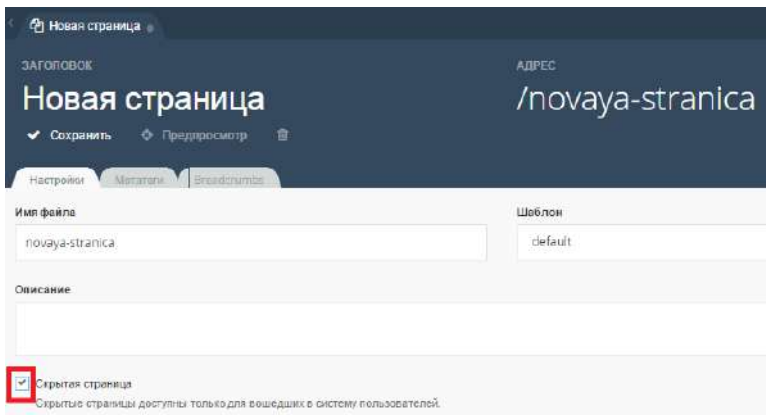 Новая страница
ЗАГОЛОВОК
АДРЕС
Новая страница
/novaya-stranica
Сохранить Предпросмотр
Настройки Метатеги Breadcrumbs
Имя файла
Шаблон
novaya-stranica
default
Описание
Скрытая страница
Скрытые страницы доступны только для вошедших в систему пользователей.